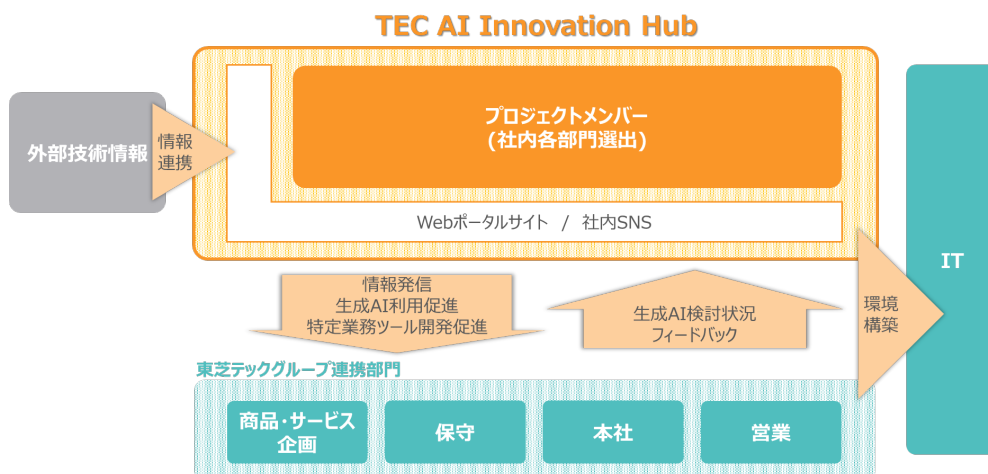 TEC AI Innovation Hub
プロジェクトメンバー
(社内各部門選出)
外部技術情報
情報
連携
Webポータルサイト / 社内SNS
IT
情報発信
生成AI利用促進
特定業務ツール開発促進
生成AI検討状況
フィードバック
環境
構築
東芝テックグループ連携部門
商品・サービス
企画
保守
本社
営業